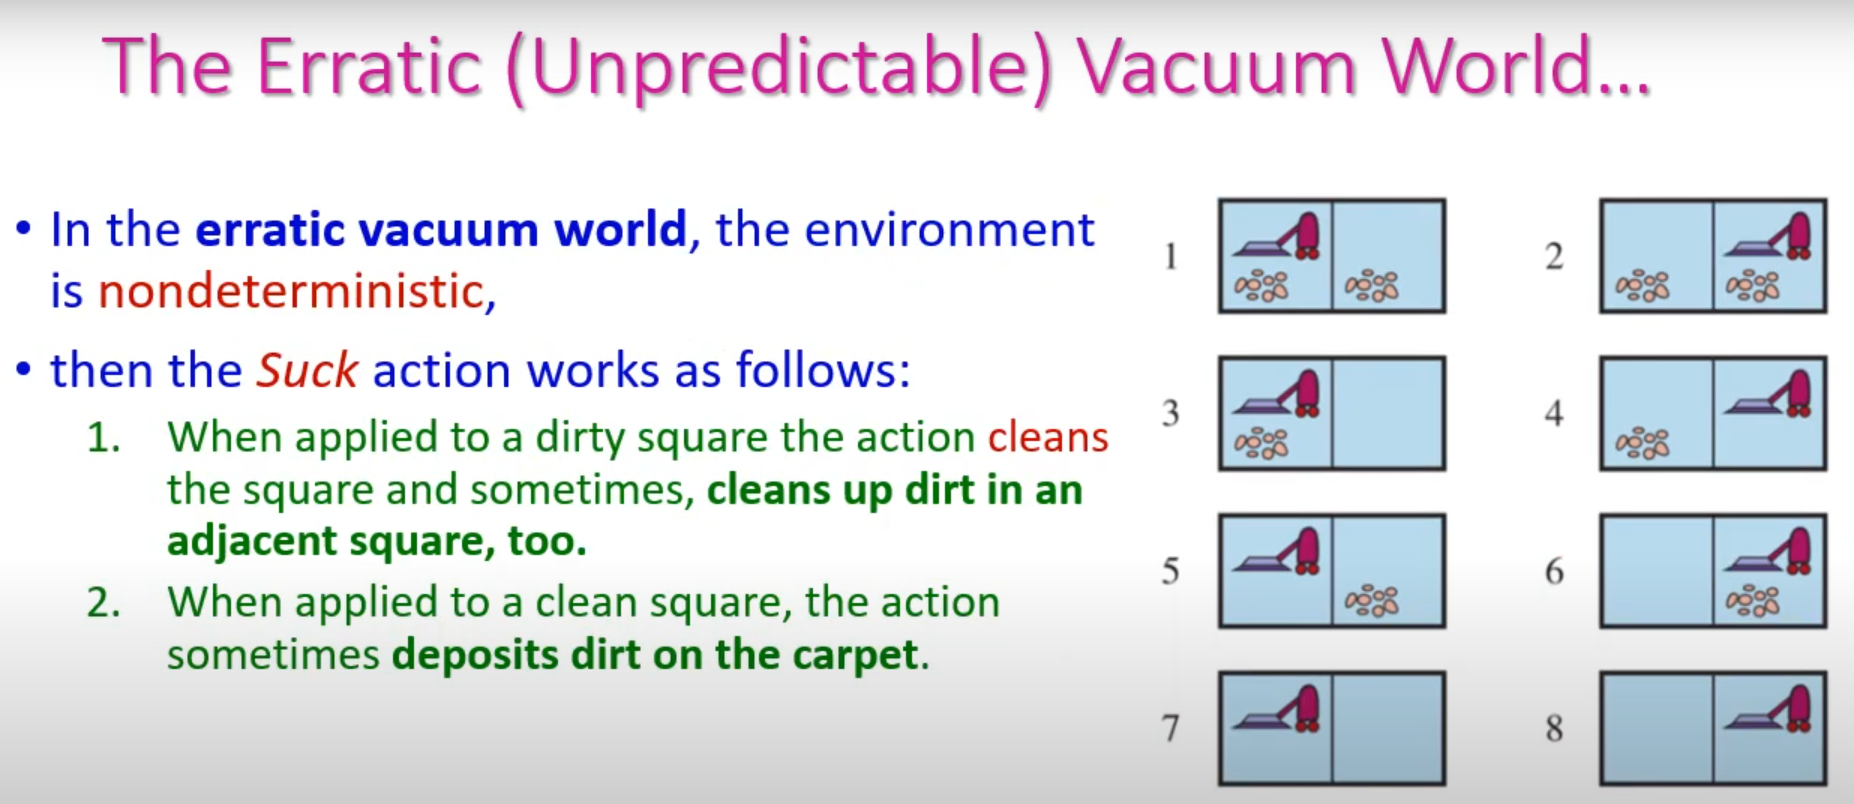 The Erratic (Unpredictable) Vacuum World...
• In the erratic vacuum world, the environment
is nondeterministic,
• then the Suck action works as follows:
1. When applied to a dirty square the action cleans
the square and sometimes, cleans up dirt in an
adjacent square, too.
2. When applied to a clean square, the action
sometimes deposits dirt on the carpet.
1
2
3
4
5
6
7
8